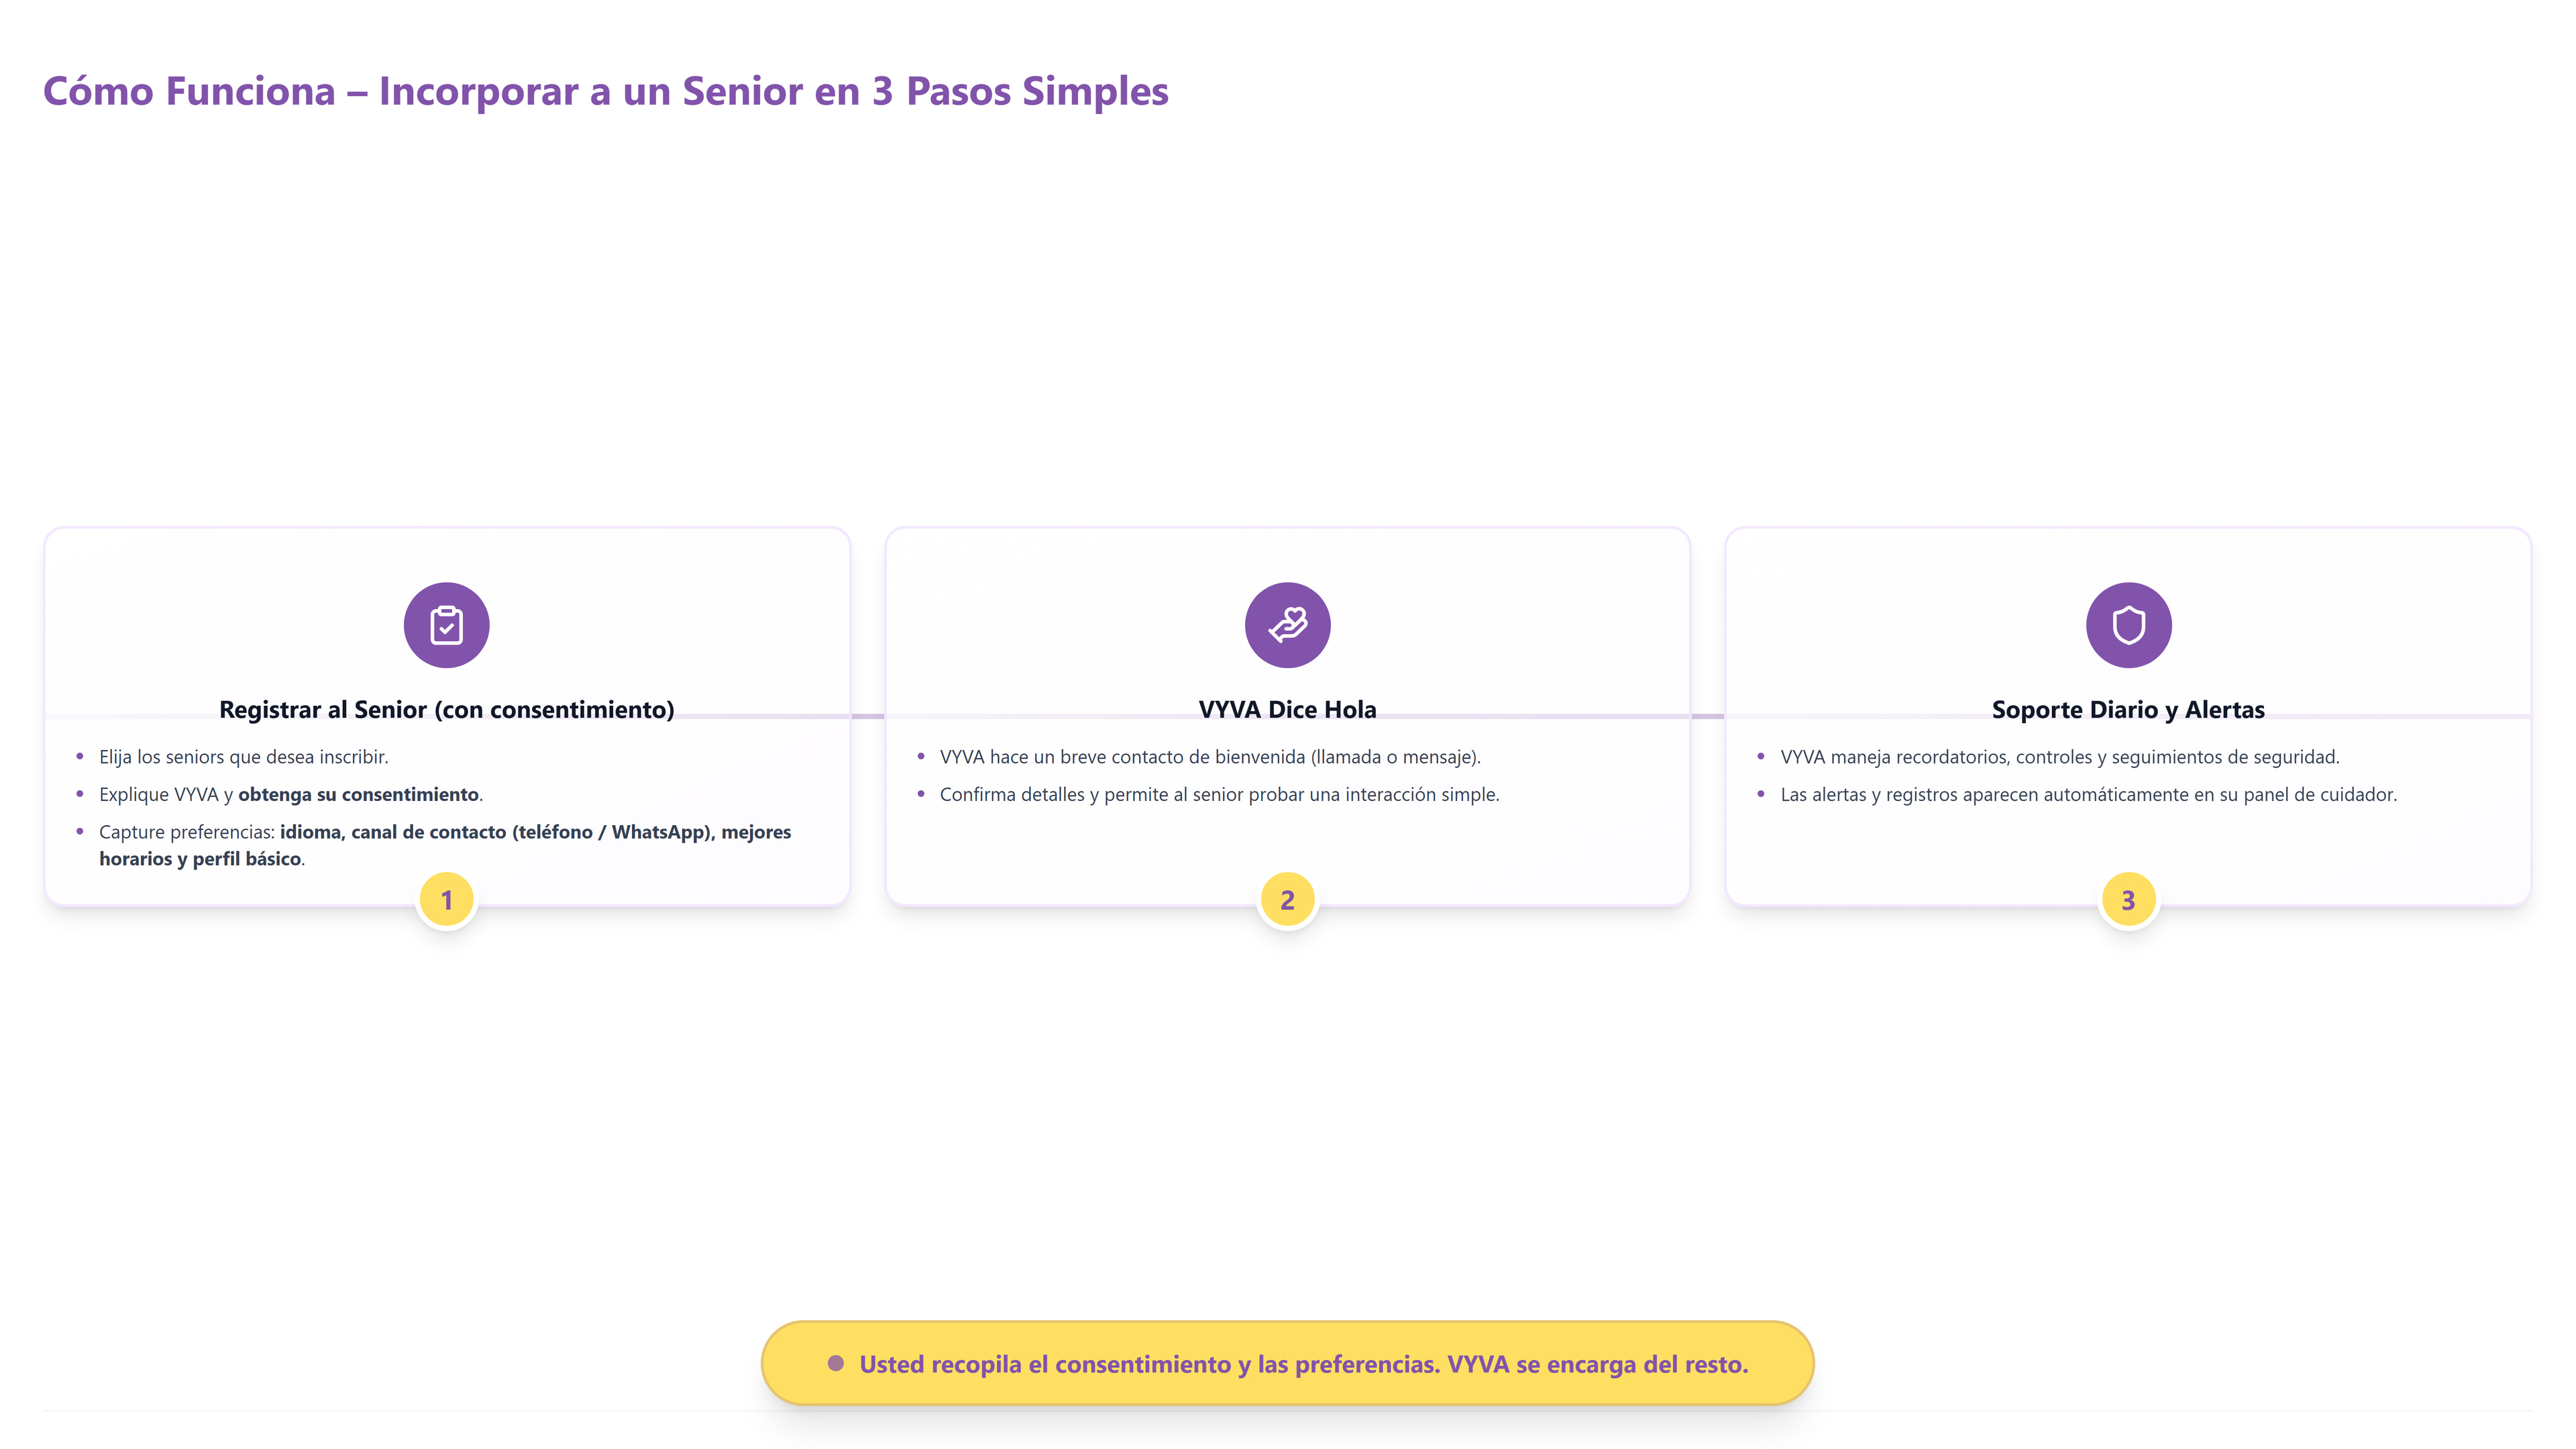 Cómo Funciona – Incorporar a un Senior en 3 Pasos Simples
Registrar al Senior (con consentimiento)
Elija los seniors que desea inscribir.
Explique VYVA y obtenga su consentimiento.
Capture preferencias: idioma, canal de contacto (teléfono / WhatsApp), mejores
horarios y perfil básico.
1
VYVA Dice Hola
VYVA hace un breve contacto de bienvenida (llamada o mensaje).
Confirma detalles y permite al senior probar una interacción simple.
2
Soporte Diario y Alertas
VYVA maneja recordatorios, controles y seguimientos de seguridad.
Las alertas y registros aparecen automáticamente en su panel de cuidador.
3
Usted recopila el consentimiento y las preferencias. VYVA se encarga del resto.